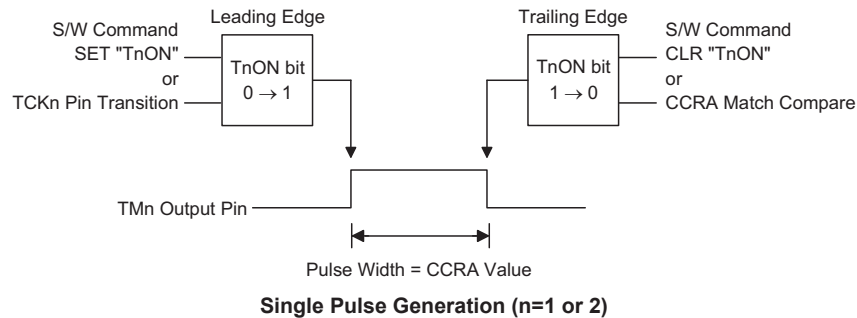 Leading Edge
S/W Command
SET "TnON"
or
TCKn Pin Transition
TnON bit
0 → 1
Trailing Edge
TnON bit
1 → 0
S/W Command
CLR "TnON"
or
CCRA Match Compare
TMn Output Pin
Pulse Width = CCRA Value
Single Pulse Generation (n=1 or 2)